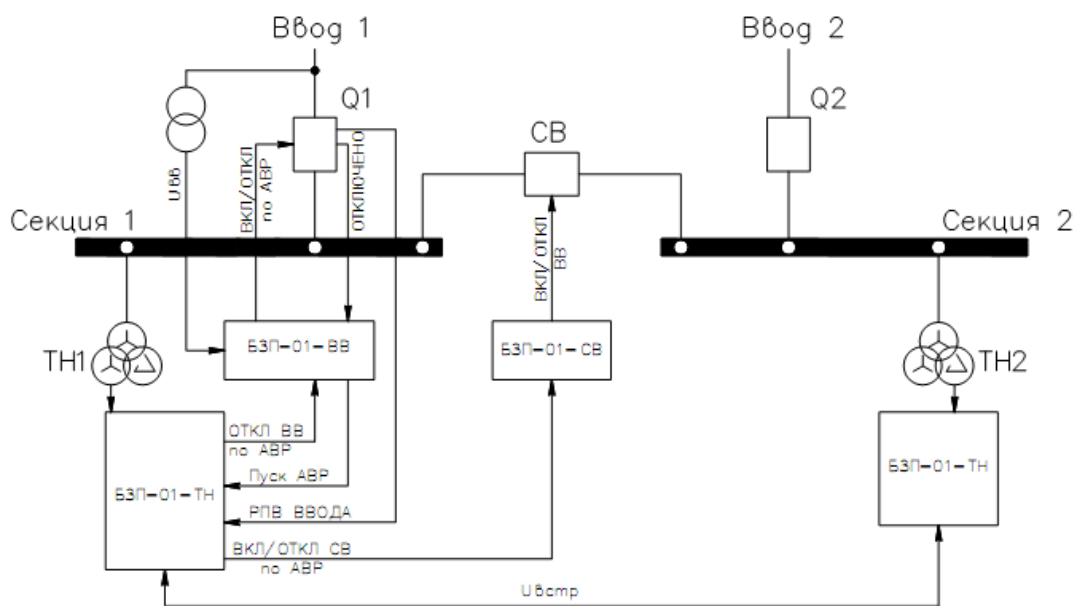 Ввод 1
Ввод 2
Q1
Q2
СВ
Uвв
ВКЛ/ОТКЛ
по АВР
ОТКЛЮЧЕНО
ВКЛ/ОТКЛ
ВВ
Секция 1
Секция 2
БЗП-01-ВВ
БЗП-01-СВ
ТН1
ТН2
ОТКЛ ВВ
по АВР
Пуск АВР
БЗП-01-ТН
БЗП-01-ТН
РПВ ВВОДА
ВКЛ/ОТКЛ СВ
по АВР
Uвстр